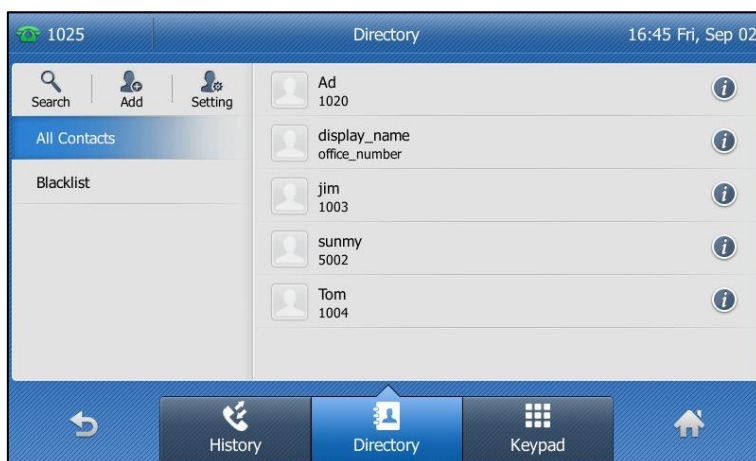 1025
Directory
16:45 Fri, Sep 02
Search
Add
Setting
All Contacts
Blacklist
Ad
1020
display_name
office_number
jim
1003
sunmy
5002
Tom
1004
History
Directory
Keypad